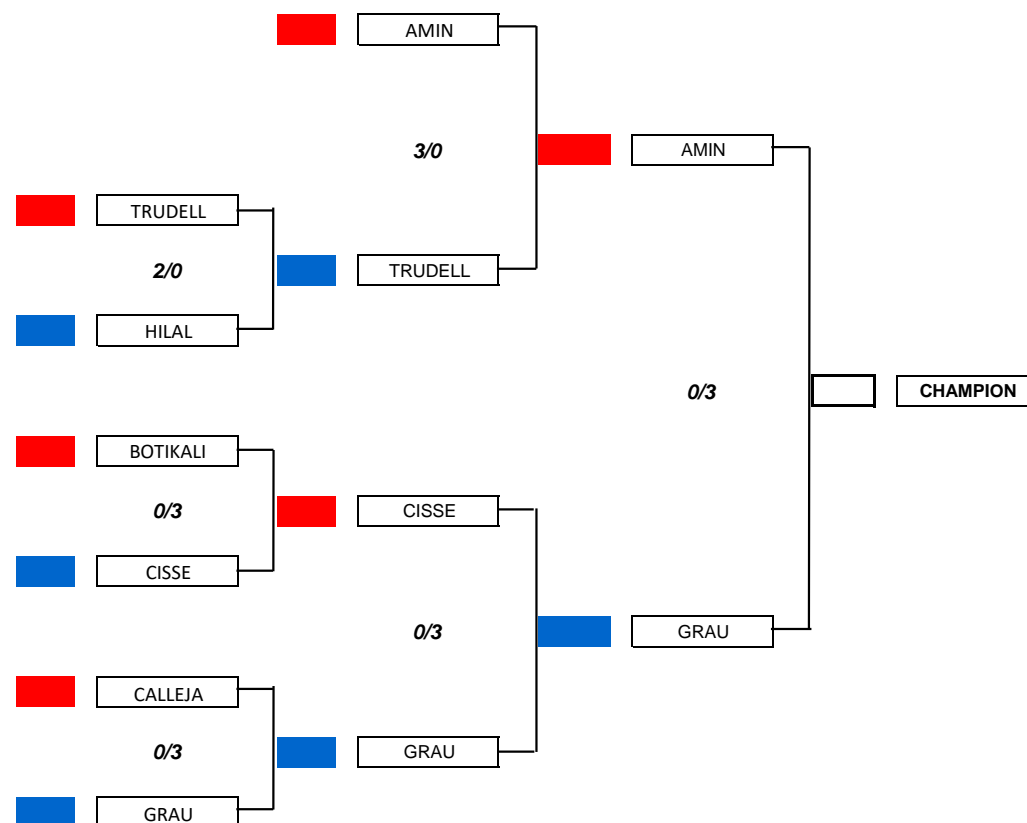 AMIN
3/0
AMIN
TRUDELL
2/0
TRUDELL
HILAL
0/3
CHAMPION
BOTIKALI
0/3
CISSE
CISSE
0/3
GRAU
CALLEJA
0/3
GRAU
GRAU